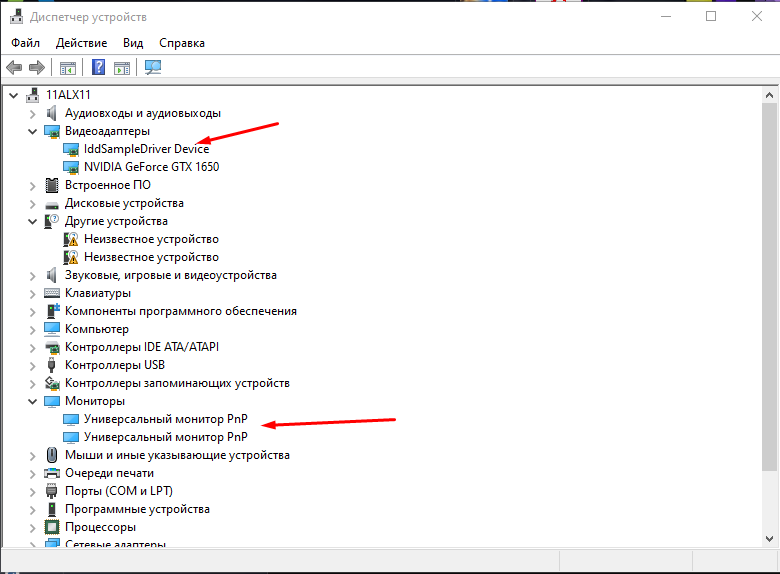 Диспетчер устройств
Файл Действие Вид Справка
11ALX11
Аудиовходы и аудиовыходы
Видеоадаптеры
IddSampleDriver Device
NVIDIA GeForce GTX 1650
Встроенное ПО
Дисковые устройства
Другие устройства
Неизвестное устройство
Неизвестное устройство
Звуковые, игровые и видеоустройства
Клавиатуры
Компоненты программного обеспечения
Компьютер
Контроллеры IDE ATA/ATAPI
Контроллеры USB
Контроллеры запоминающих устройств
Мониторы
Универсальный монитор PnP
Универсальный монитор PnP
Мыши и иные указывающие устройства
Очереди печати
Порты (COM и LPT)
Программные устройства
Процессоры
Сетевые адаптеры